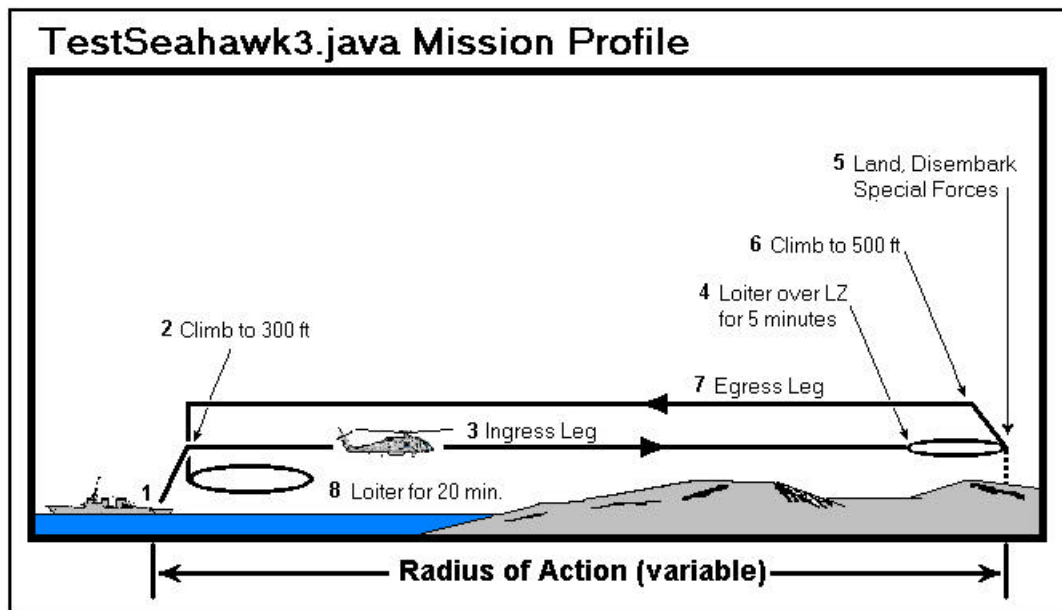 TestSeahawk3.java Mission Profile
5 Land, Disembark
Special Forces
6 Climb to 500 ft
4 Loiter over LZ
for 5 minutes
2 Climb to 300 ft
7 Egress Leg
3 Ingress Leg
1
8 Loiter for 20 min.
Radius of Action (variable)